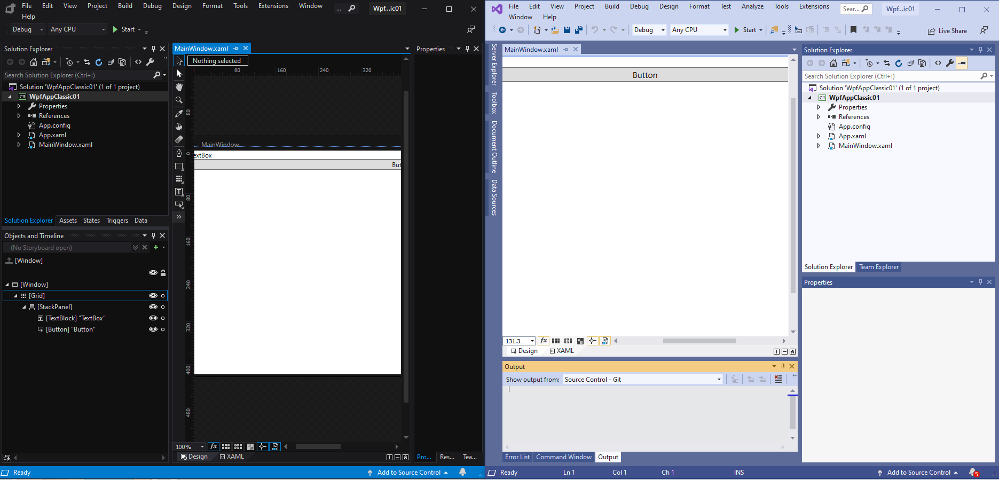 File Edit View Project Build Debug Design Format Tools Extensions Window ... Wpf...ic01
Help
Debug Any CPU Start
Solution Explorer
Search Solution Explorer (Ctrl+;)
Solution 'WpfAppClassic01' (1 of 1 project)
C# WpfAppClassic01
Properties
References
App.config
App.xaml
MainWindow.xaml
Solution Explorer Assets States Triggers Data
Objects and Timeline
(No Storyboard open)
[Window]
[Window]
[Grid]
[StackPanel]
[TextBlock] "TextBox"
[Button] "Button"
Ready
MainWindow.xaml
Nothing selected
80 160 240 320
80
0
80
160
240
320
400
480
MainWindow
extBox
But
100% fx
Design XAML
Add to Source Control
Properties
Pro... Res... Tea...
File Edit View Project Build Debug Design Format Test Analyze Tools Extensions Sear... Wpf...ic01
Window Help
Debug Any CPU Start Live Share
Server Explorer
Toolbox
Document Outline
Data Sources
MainWindow.xaml
Button
131.3... fx
Design XAML
Output
Show output from: Source Control - Git
Error List Command Window Output
Solution Explorer
Search Solution Explorer (Ctrl+;)
Solution 'WpfAppClassic01' (1 of 1 project)
C# WpfAppClassic01
Properties
References
App.config
App.xaml
MainWindow.xaml
Solution Explorer Team Explorer
Properties
Ready Ln 1 Col 1 Ch 1 INS Add to Source Control 5